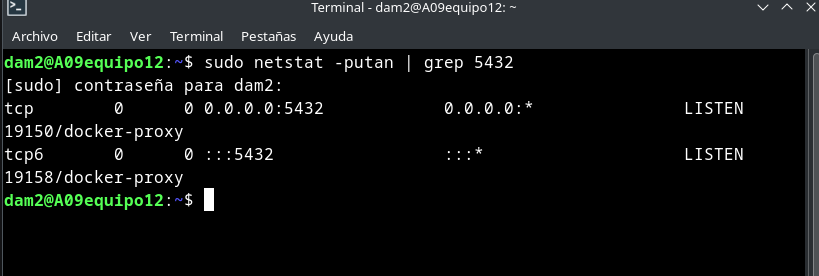 Terminal - dam2@A09equipo12: ~
Archivo Editar Ver Terminal Pestañas Ayuda
dam2@A09equipo12:~$ sudo netstat -putan | grep 5432
[sudo] contraseña para dam2:
tcp 0 0 0.0.0.0:5432 0.0.0.0:* LISTEN
19150/docker-proxy
tcp6 0 0 :::5432 :::* LISTEN
19158/docker-proxy
dam2@A09equipo12:~$